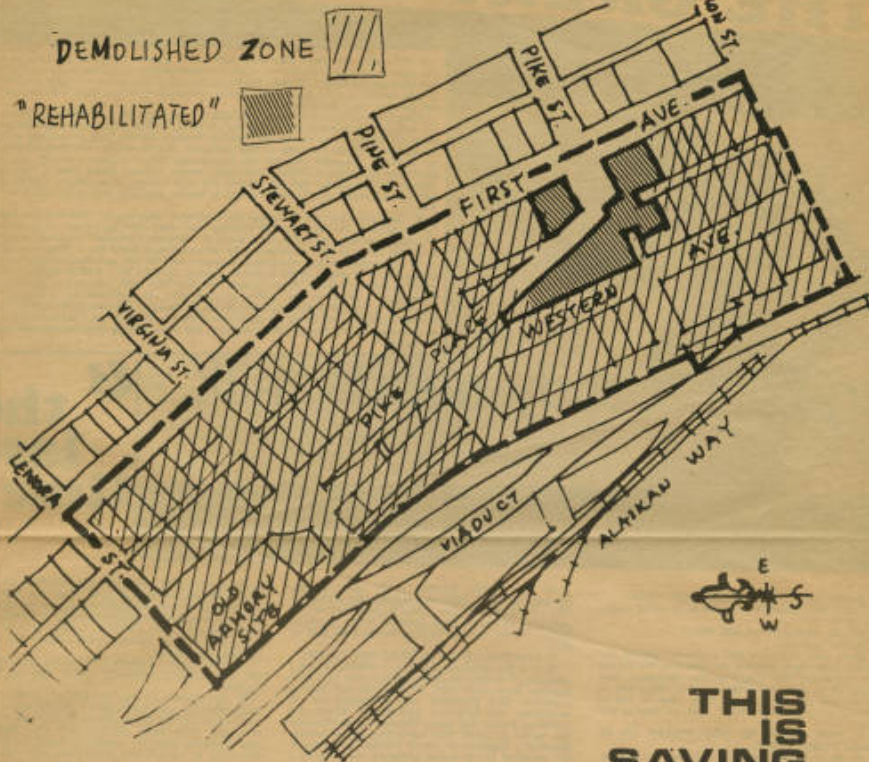 DEMOLISHED ZONE
"REHABILITATED"
PIKE ST.
PINE ST.
STEWART ST.
VIRGINIA ST.
LENORA ST.
FIRST AVE.
WESTERN AVE.
PIKE PLACE
OLD
ARMORY
SITE
VIADUCT
ALASKAN WAY
E
S
W
THIS
IS
SAVING